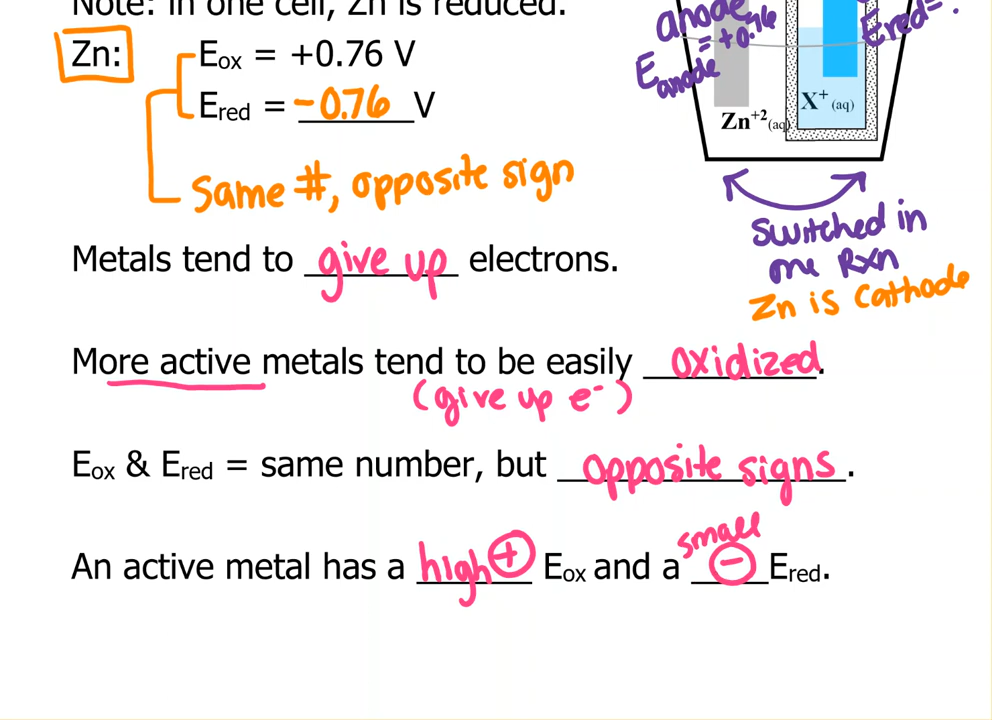 Note: In one cell, Zn is reduced.
Zn:
Eox = +0.76 V
Ered = -0.76 V
Same #, opposite sign
anode
= +0.76
Eanode
Ered= ?
Zn+2(aq)
X+(aq)
Switched in
one Rxn
Zn is cathode
Metals tend to give up electrons.
More active metals tend to be easily oxidized.
(give up e-)
Eox & Ered = same number, but opposite signs.
small
An active metal has a high + Eox and a - Ered.